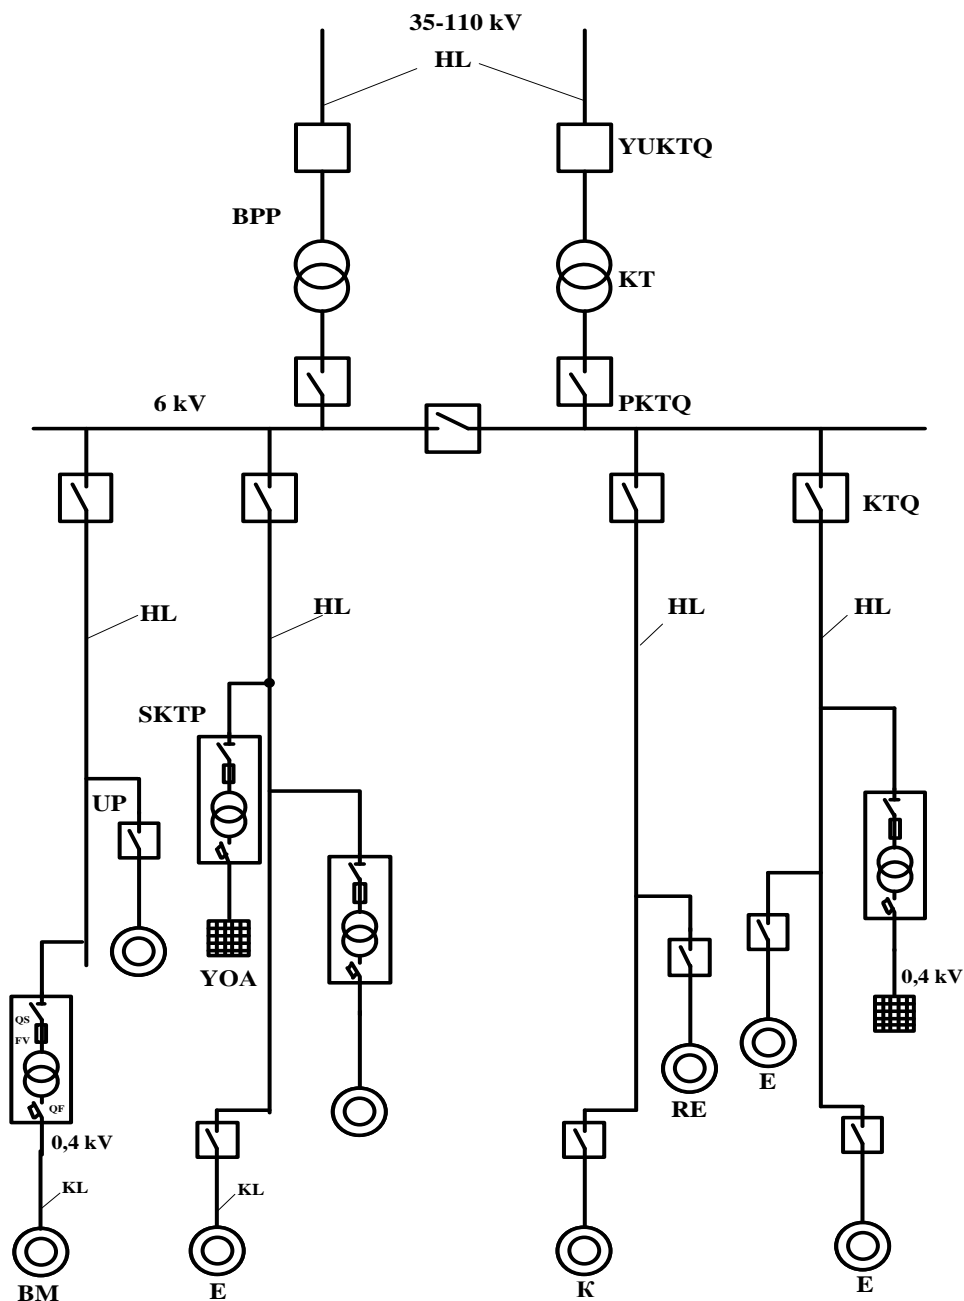 35-110 kV
HL
YUKTQ
BPP
KT
6 kV
PKTQ
KTQ
HL
HL
HL
HL
SKTP
UP
YOA
0,4 kV
QS
FV
E
RE
QF
0,4 kV
KL
KL
BM
E
K
E